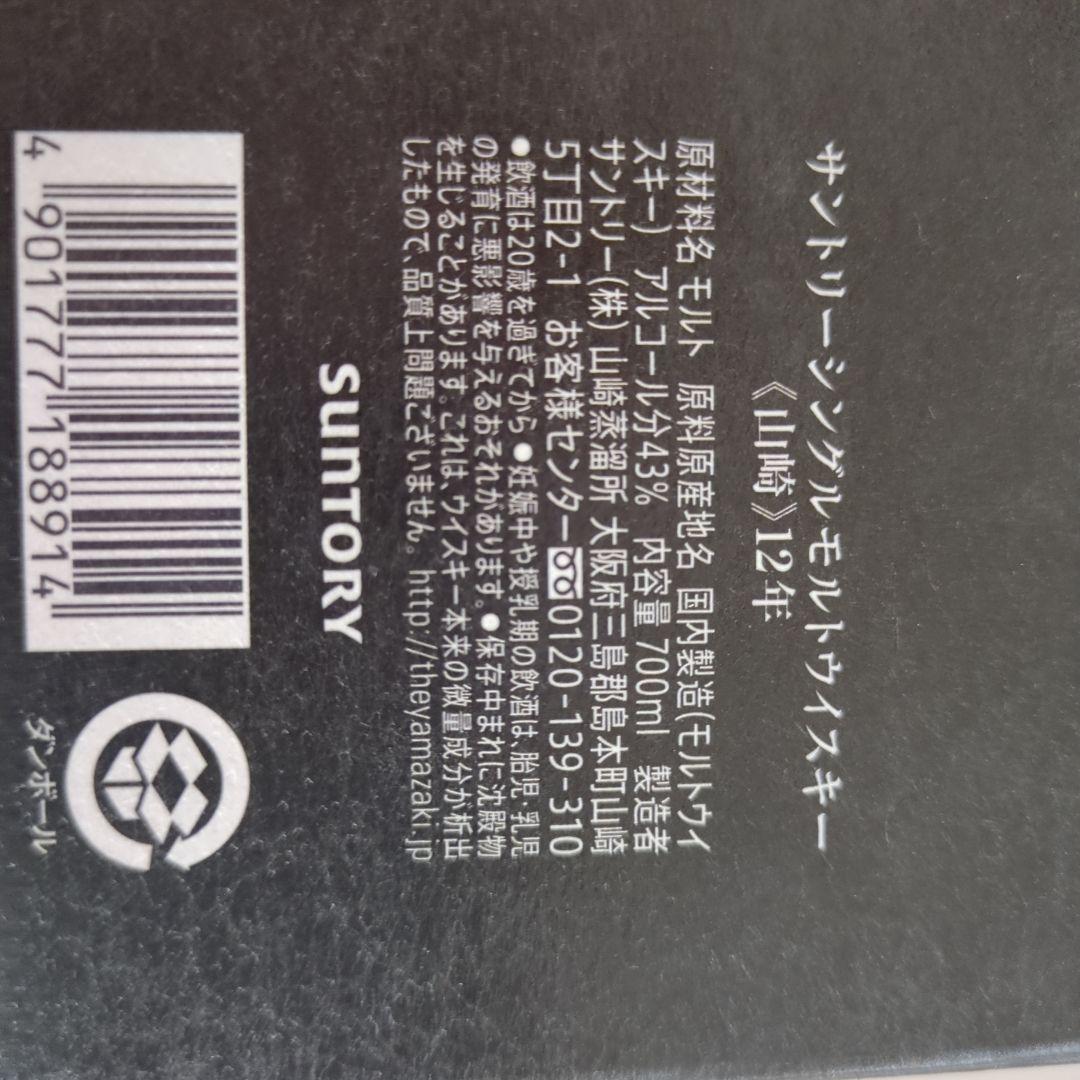 サントリーシングルモルトウイスキー
《山崎》12年
原材料名 モルト 原料原産地名 国内製造(モルトウイ
スキー) アルコール分43% 内容量 700ml 製造者
サントリー(株) 山崎蒸溜所 大阪府三島郡島本町山崎
5丁目2-1 お客様センター 0120-139-310
●飲酒は20歳を過ぎてから ●妊娠中や授乳期の飲酒は、胎児・乳児
の発育に悪影響を与えるおそれがあります。●保存中まれに沈殿物
を生じることがあります。これは、ウイスキー本来の微量成分が析出
したもので、品質上問題ございません。 http://theyamazaki.jp
SUNTORY
4 901777 188914
ダンボール